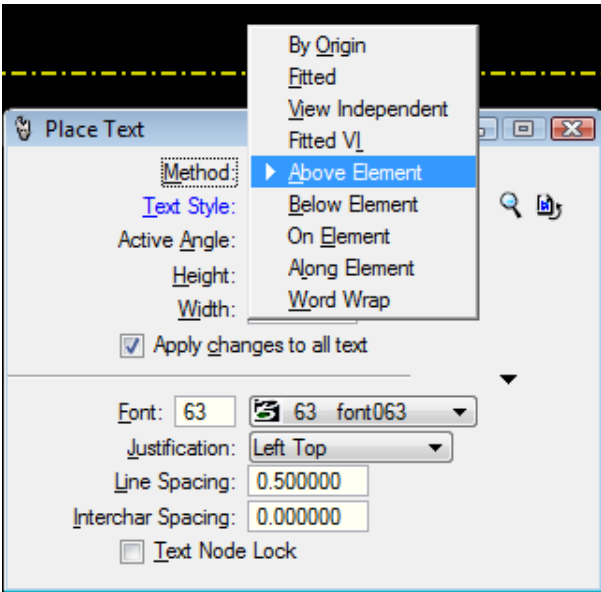 By Origin
Fitted
View Independent
Fitted VI
Place Text
Method:
Above Element
Text Style:
Below Element
Active Angle:
On Element
Height:
Along Element
Width:
Word Wrap
Apply changes to all text
Font: 63 63 font063
Justification: Left Top
Line Spacing: 0.500000
Interchar Spacing: 0.000000
Text Node Lock